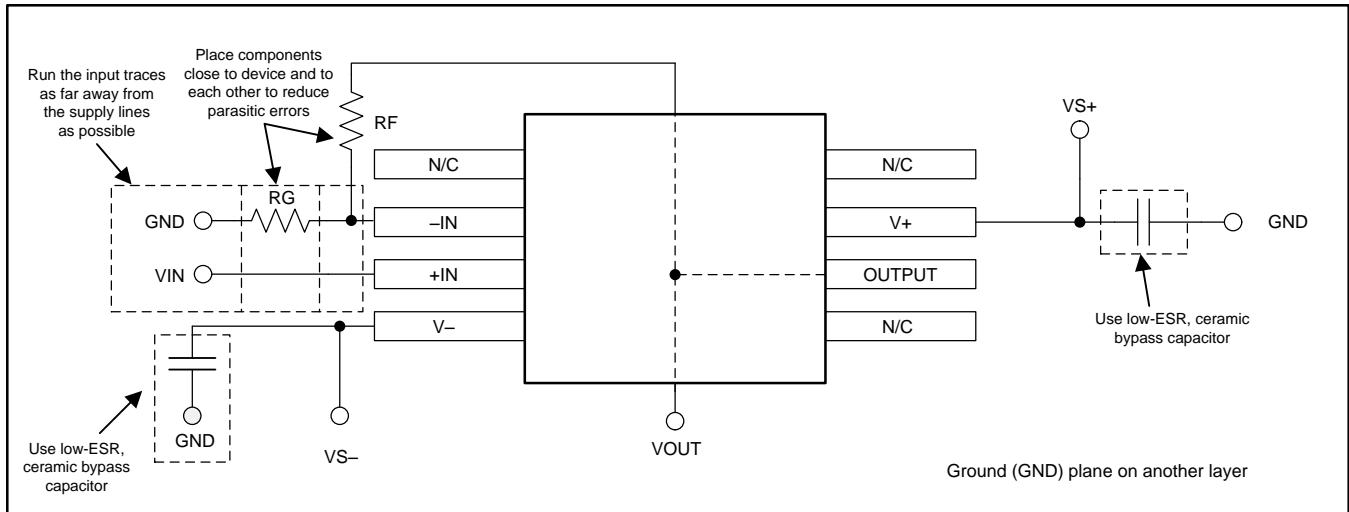 Place components
close to device and to
each other to reduce
parasitic errors
Run the input traces
as far away from
the supply lines
as possible
RF
VS+
N/C
N/C
RG
GND
–IN
V+
GND
VIN
+IN
OUTPUT
V–
N/C
Use low-ESR, ceramic
bypass capacitor
GND
VS–
VOUT
Use low-ESR,
ceramic bypass
capacitor
Ground (GND) plane on another layer